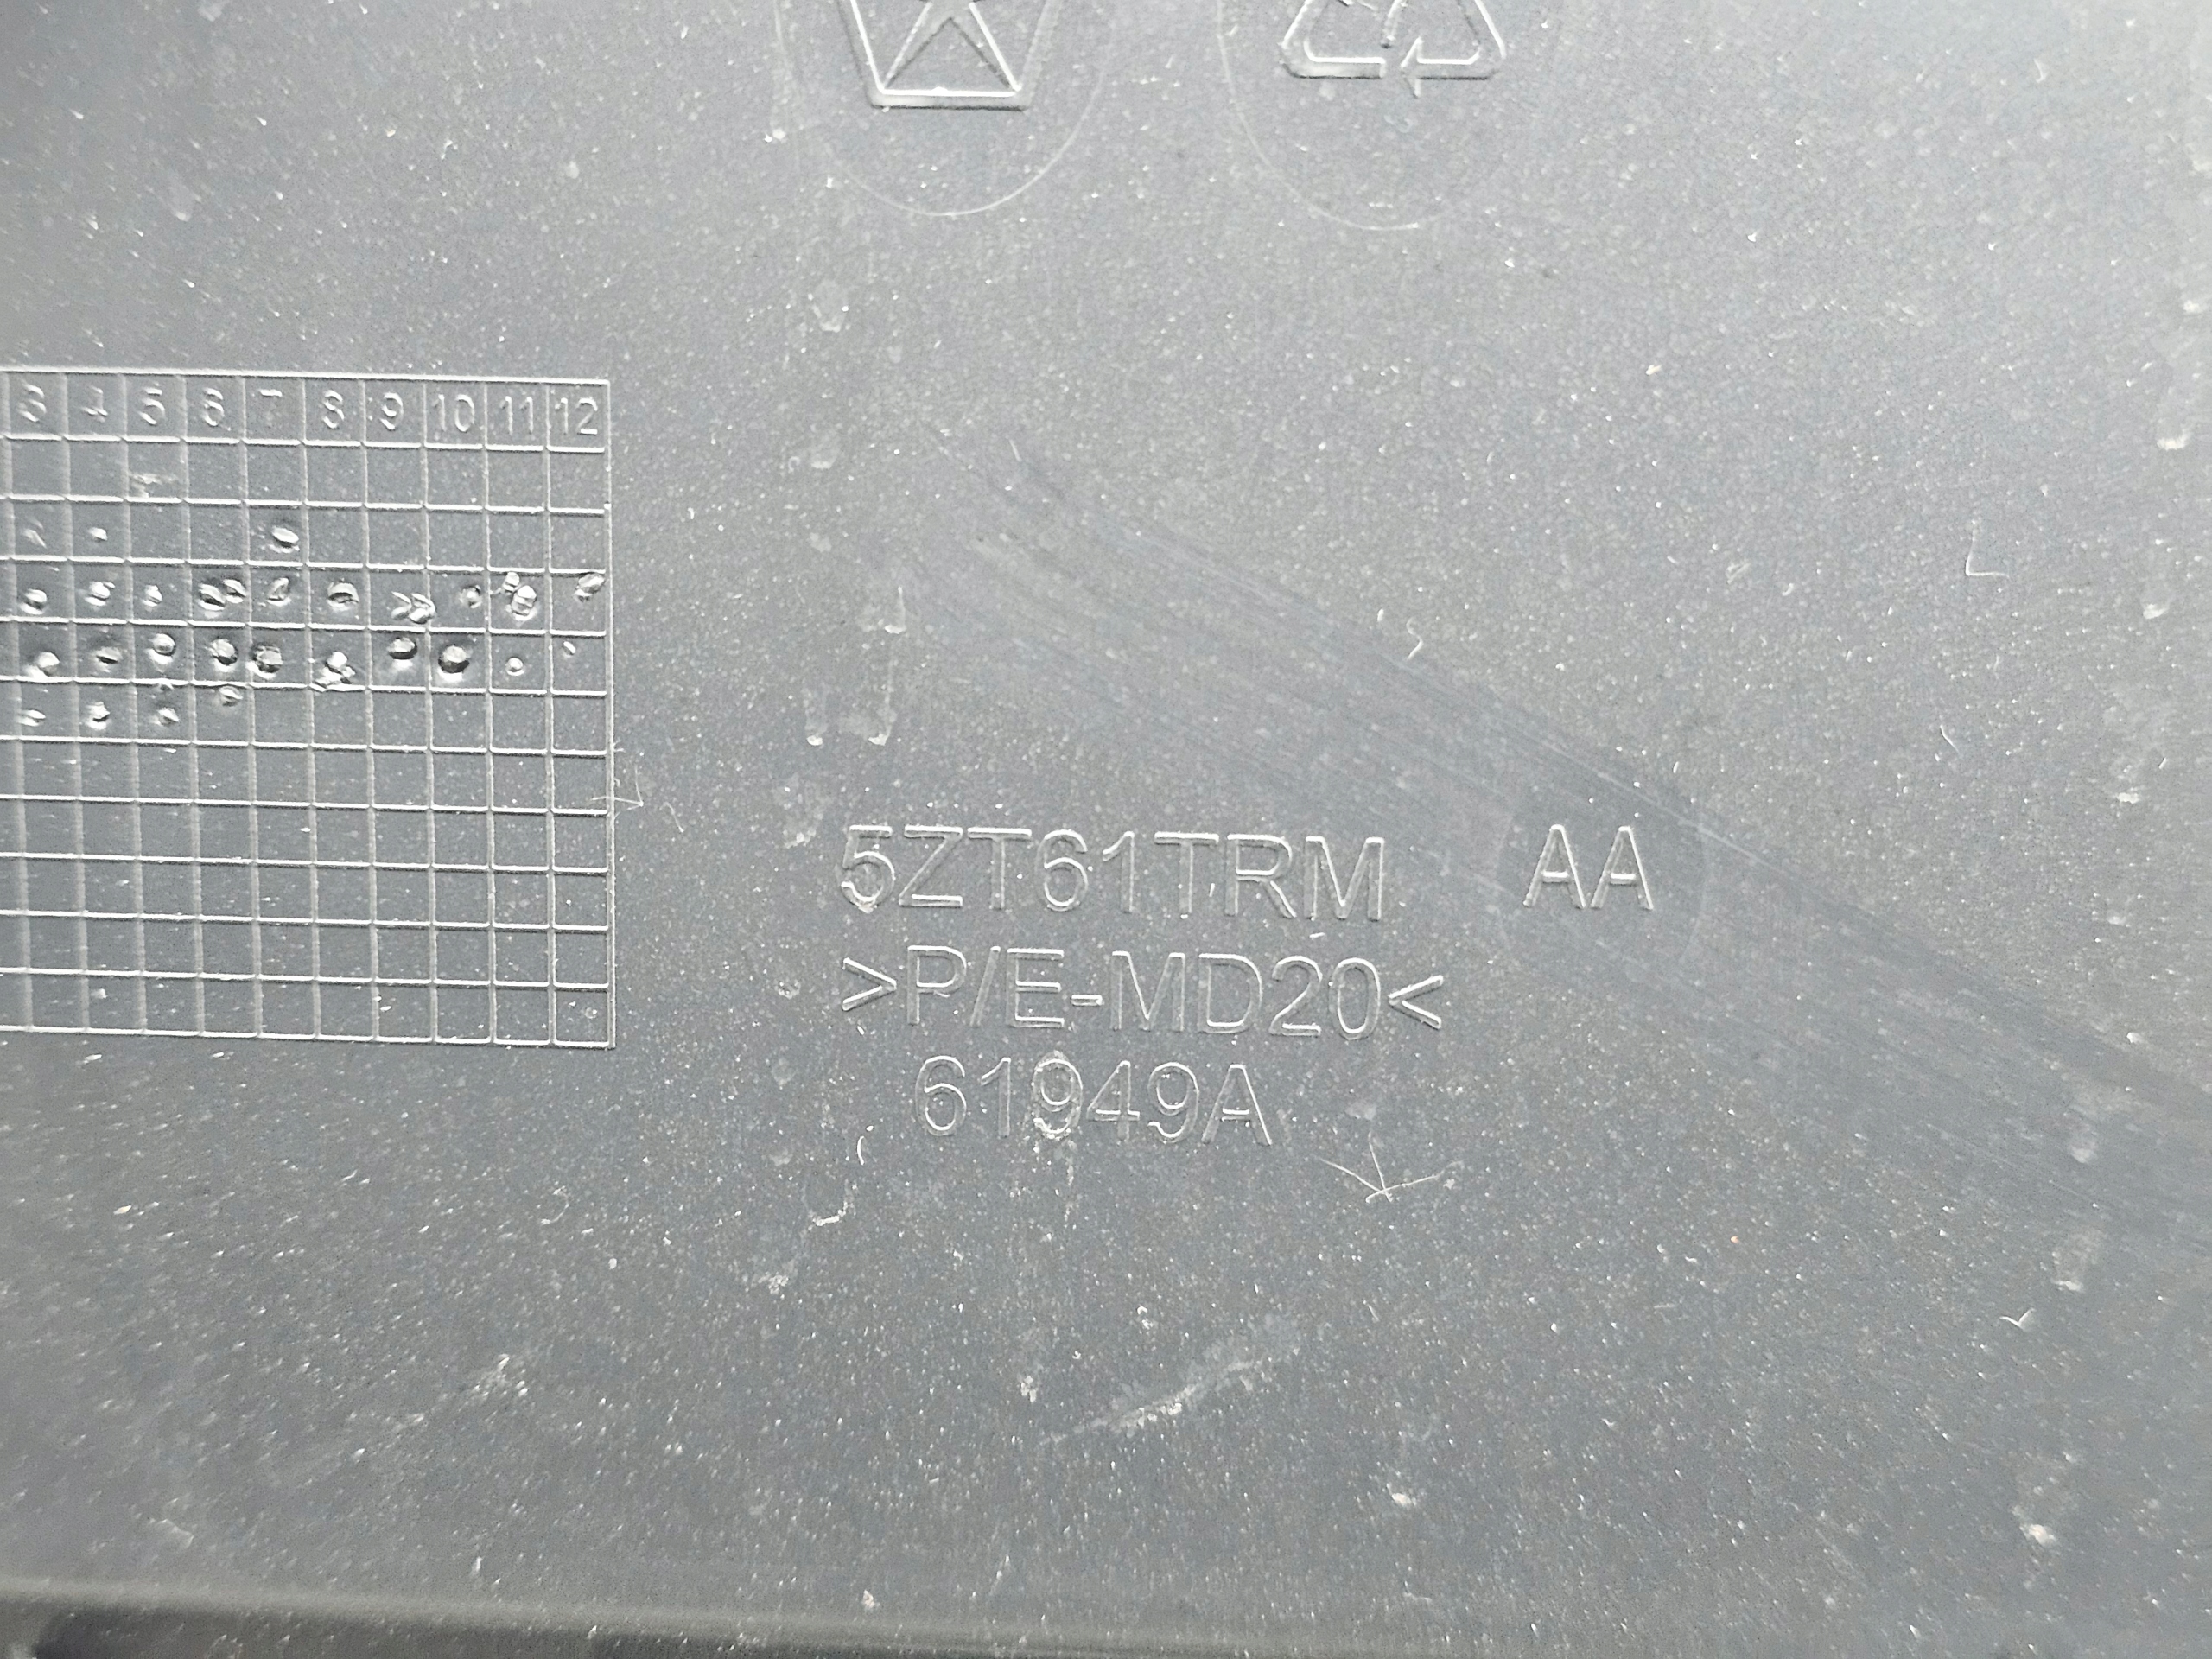 3 4 5 6 7 8 9 10 11 12
5ZT61TRM AA
>P/E-MD20<
61949A